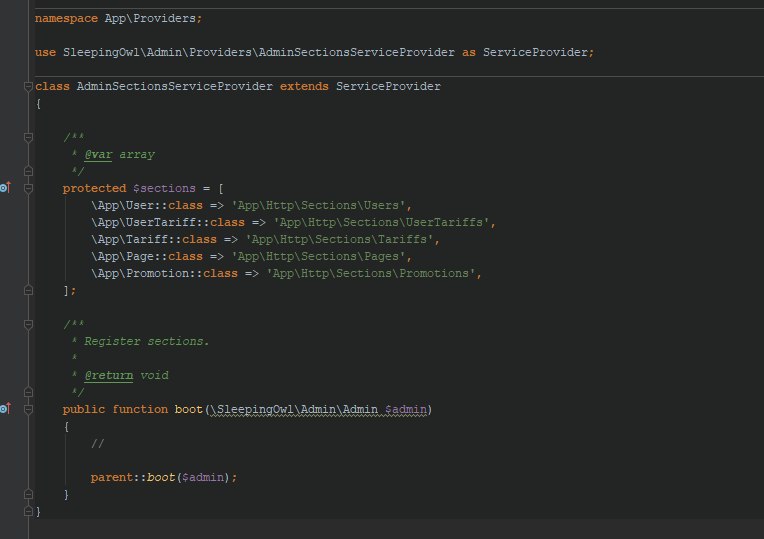 namespace App\Providers;
use SleepingOwl\Admin\Providers\AdminSectionsServiceProvider as ServiceProvider;
class AdminSectionsServiceProvider extends ServiceProvider
{
/**
* @var array
*/
protected $sections = [
\App\User::class => 'App\Http\Sections\Users',
\App\UserTariff::class => 'App\Http\Sections\UserTariffs',
\App\Tariff::class => 'App\Http\Sections\Tariffs',
\App\Page::class => 'App\Http\Sections\Pages',
\App\Promotion::class => 'App\Http\Sections\Promotions',
];
/**
* Register sections.
*
* @return void
*/
public function boot(\SleepingOwl\Admin\Admin $admin)
{
//
parent::boot($admin);
}
}